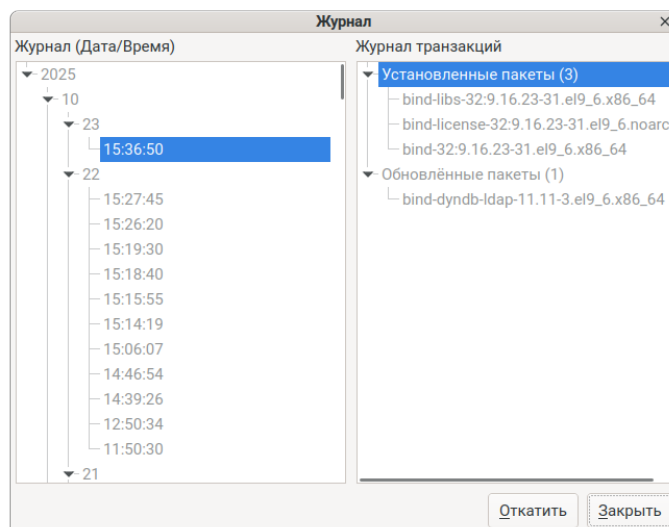 Журнал
Журнал (Дата/Время)
2025
10
23
15:36:50
22
15:27:45
15:26:20
15:19:30
15:18:40
15:15:55
15:14:19
15:06:07
14:46:54
14:39:26
12:50:34
11:50:30
21
Журнал транзакций
Установленные пакеты (3)
bind-libs-32:9.16.23-31.el9_6.x86_64
bind-license-32:9.16.23-31.el9_6.noarc
bind-32:9.16.23-31.el9_6.x86_64
Обновлённые пакеты (1)
bind-dyndb-ldap-11.11-3.el9_6.x86_64
Откатить
Закрыть